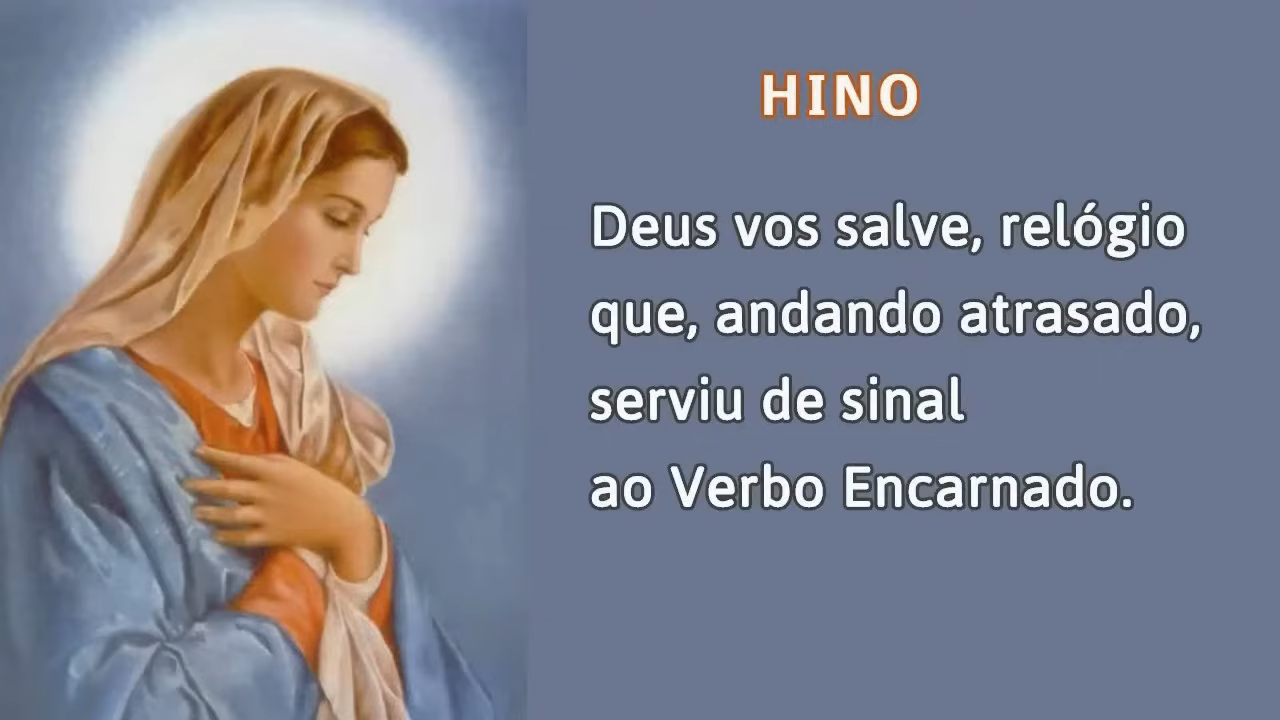 HINO
Deus vos salve, relógio
que, andando atrasado,
serviu de sinal
ao Verbo Encarnado.